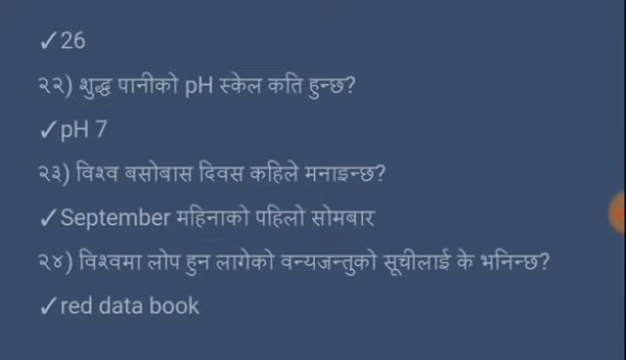 ✓26
२२) शुद्ध पानीको pH स्केल कति हुन्छ?
✓pH 7
२३) विश्व बसोबास दिवस कहिले मनाइन्छ?
✓September महिनाको पहिलो सोमबार
२४) विश्वमा लोप हुन लागेको वन्यजन्तुको सूचीलाई के भनिन्छ?
✓red data book